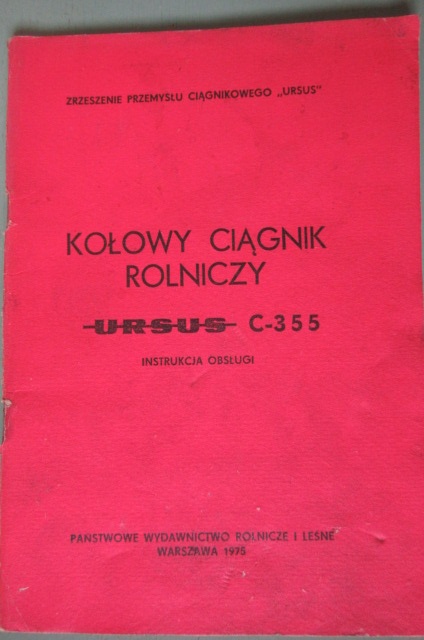 ZRZESZENIE PRZEMYSŁU CIĄGNIKOWEGO „URSUS"
KOŁOWY CIĄGNIK
ROLNICZY
URSUS C-355
INSTRUKCJA OBSŁUGI
PAŃSTWOWE WYDAWNICTWO ROLNICZE I LEŚNE
WARSZAWA 1975